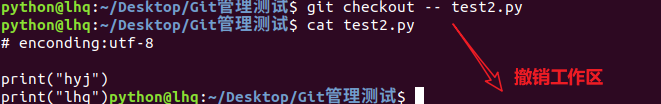 python@lhq:~/Desktop/Git管理测试$ git checkout -- test2.py
python@lhq:~/Desktop/Git管理测试$ cat test2.py
# enconding:utf-8
print("hyj")
print("lhq")python@lhq:~/Desktop/Git管理测试$
撤销工作区